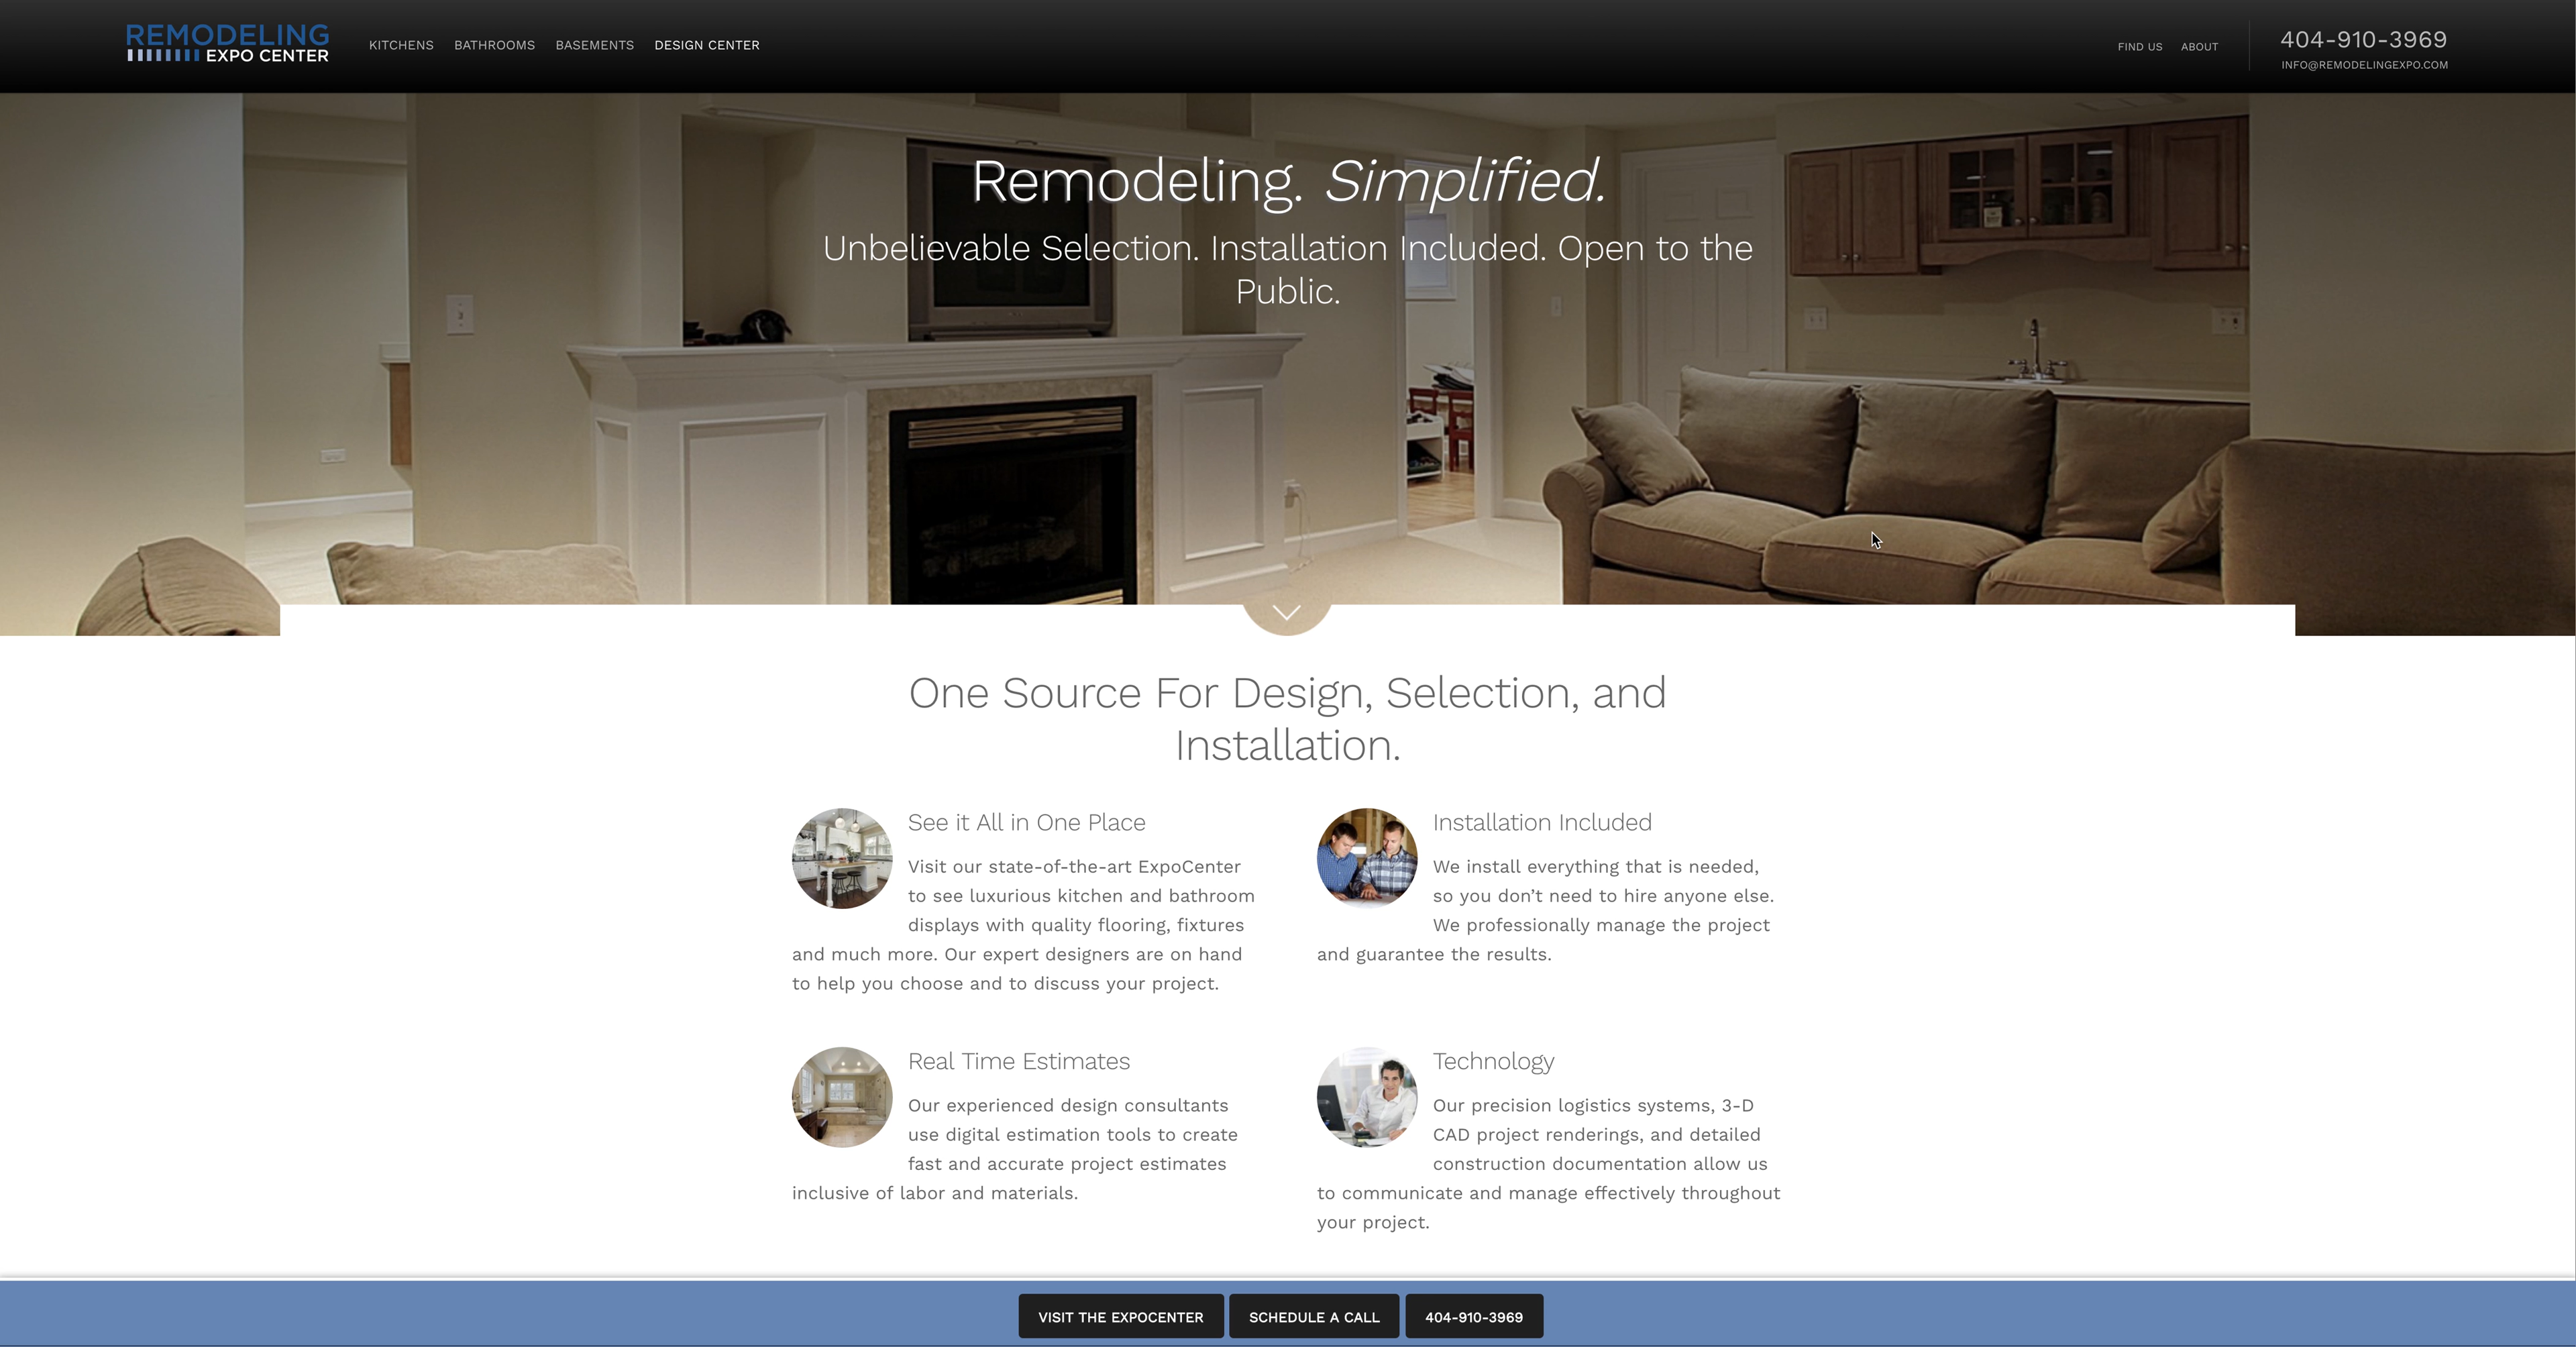 REMODELING
EXPO CENTER
KITCHENS
BATHROOMS
BASEMENTS
DESIGN CENTER
FIND US
ABOUT
404-910-3969
INFO@REMODELINGEXPO.COM
Remodeling. Simplified.
Unbelievable Selection. Installation Included. Open to the
Public.
One Source For Design, Selection, and
Installation.
See it All in One Place
Visit our state-of-the-art ExpoCenter
to see luxurious kitchen and bathroom
displays with quality flooring, fixtures
and much more. Our expert designers are on hand
to help you choose and to discuss your project.
Installation Included
We install everything that is needed,
so you don’t need to hire anyone else.
We professionally manage the project
and guarantee the results.
Real Time Estimates
Our experienced design consultants
use digital estimation tools to create
fast and accurate project estimates
inclusive of labor and materials.
Technology
Our precision logistics systems, 3-D
CAD project renderings, and detailed
construction documentation allow us
to communicate and manage effectively throughout
your project.
VISIT THE EXPOCENTER
SCHEDULE A CALL
404-910-3969